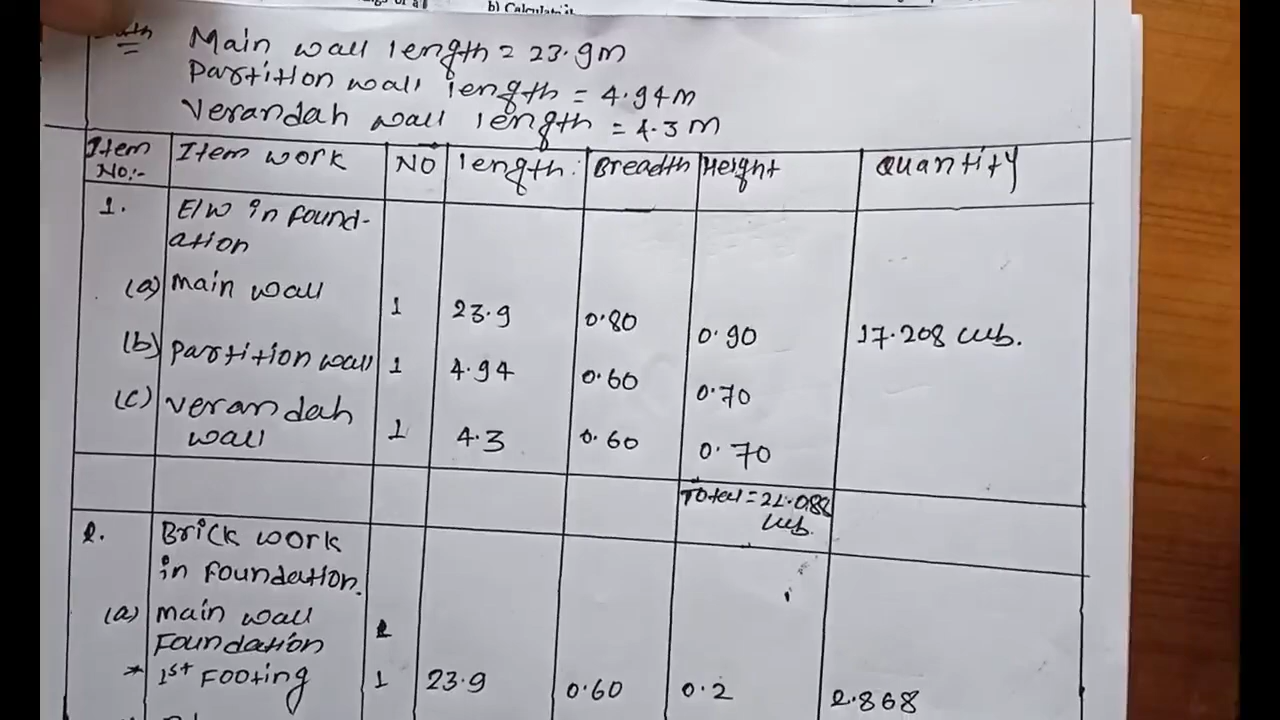 b) Calculate
Main wall length = 23.9m
Partition wall length = 4.94m
Verandah wall length = 4.3m
Item No:- Item work NO length: Breadth Height Quantity
1. E/W in found-
ation
(a) main wall 1 23.9 0.80 0.90 17.208 cub.
(b) partition wall 1 4.94 0.60 0.70
(c) verandah
wall 1 4.3 0.60 0.70
Total = 21.088
cub.
2. Brick work
in foundation.
(a) main wall
Foundation
* 1st Footing 1 23.9 0.60 0.2 2.868